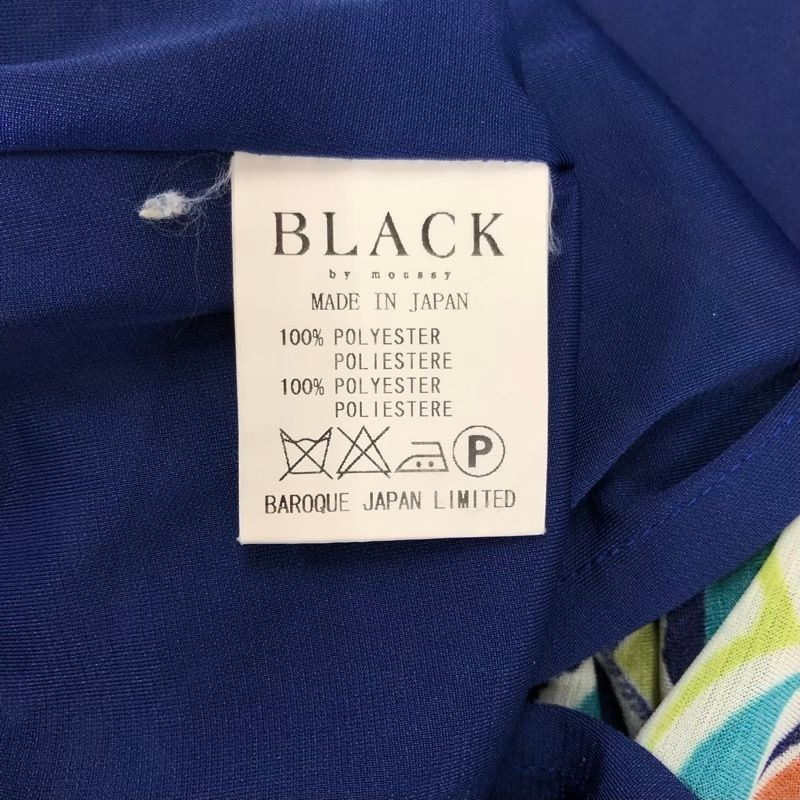 BLACK
by moussy
MADE IN JAPAN
100% POLYESTER
POLIESTERE
100% POLYESTER
POLIESTERE
P
BAROQUE JAPAN LIMITED